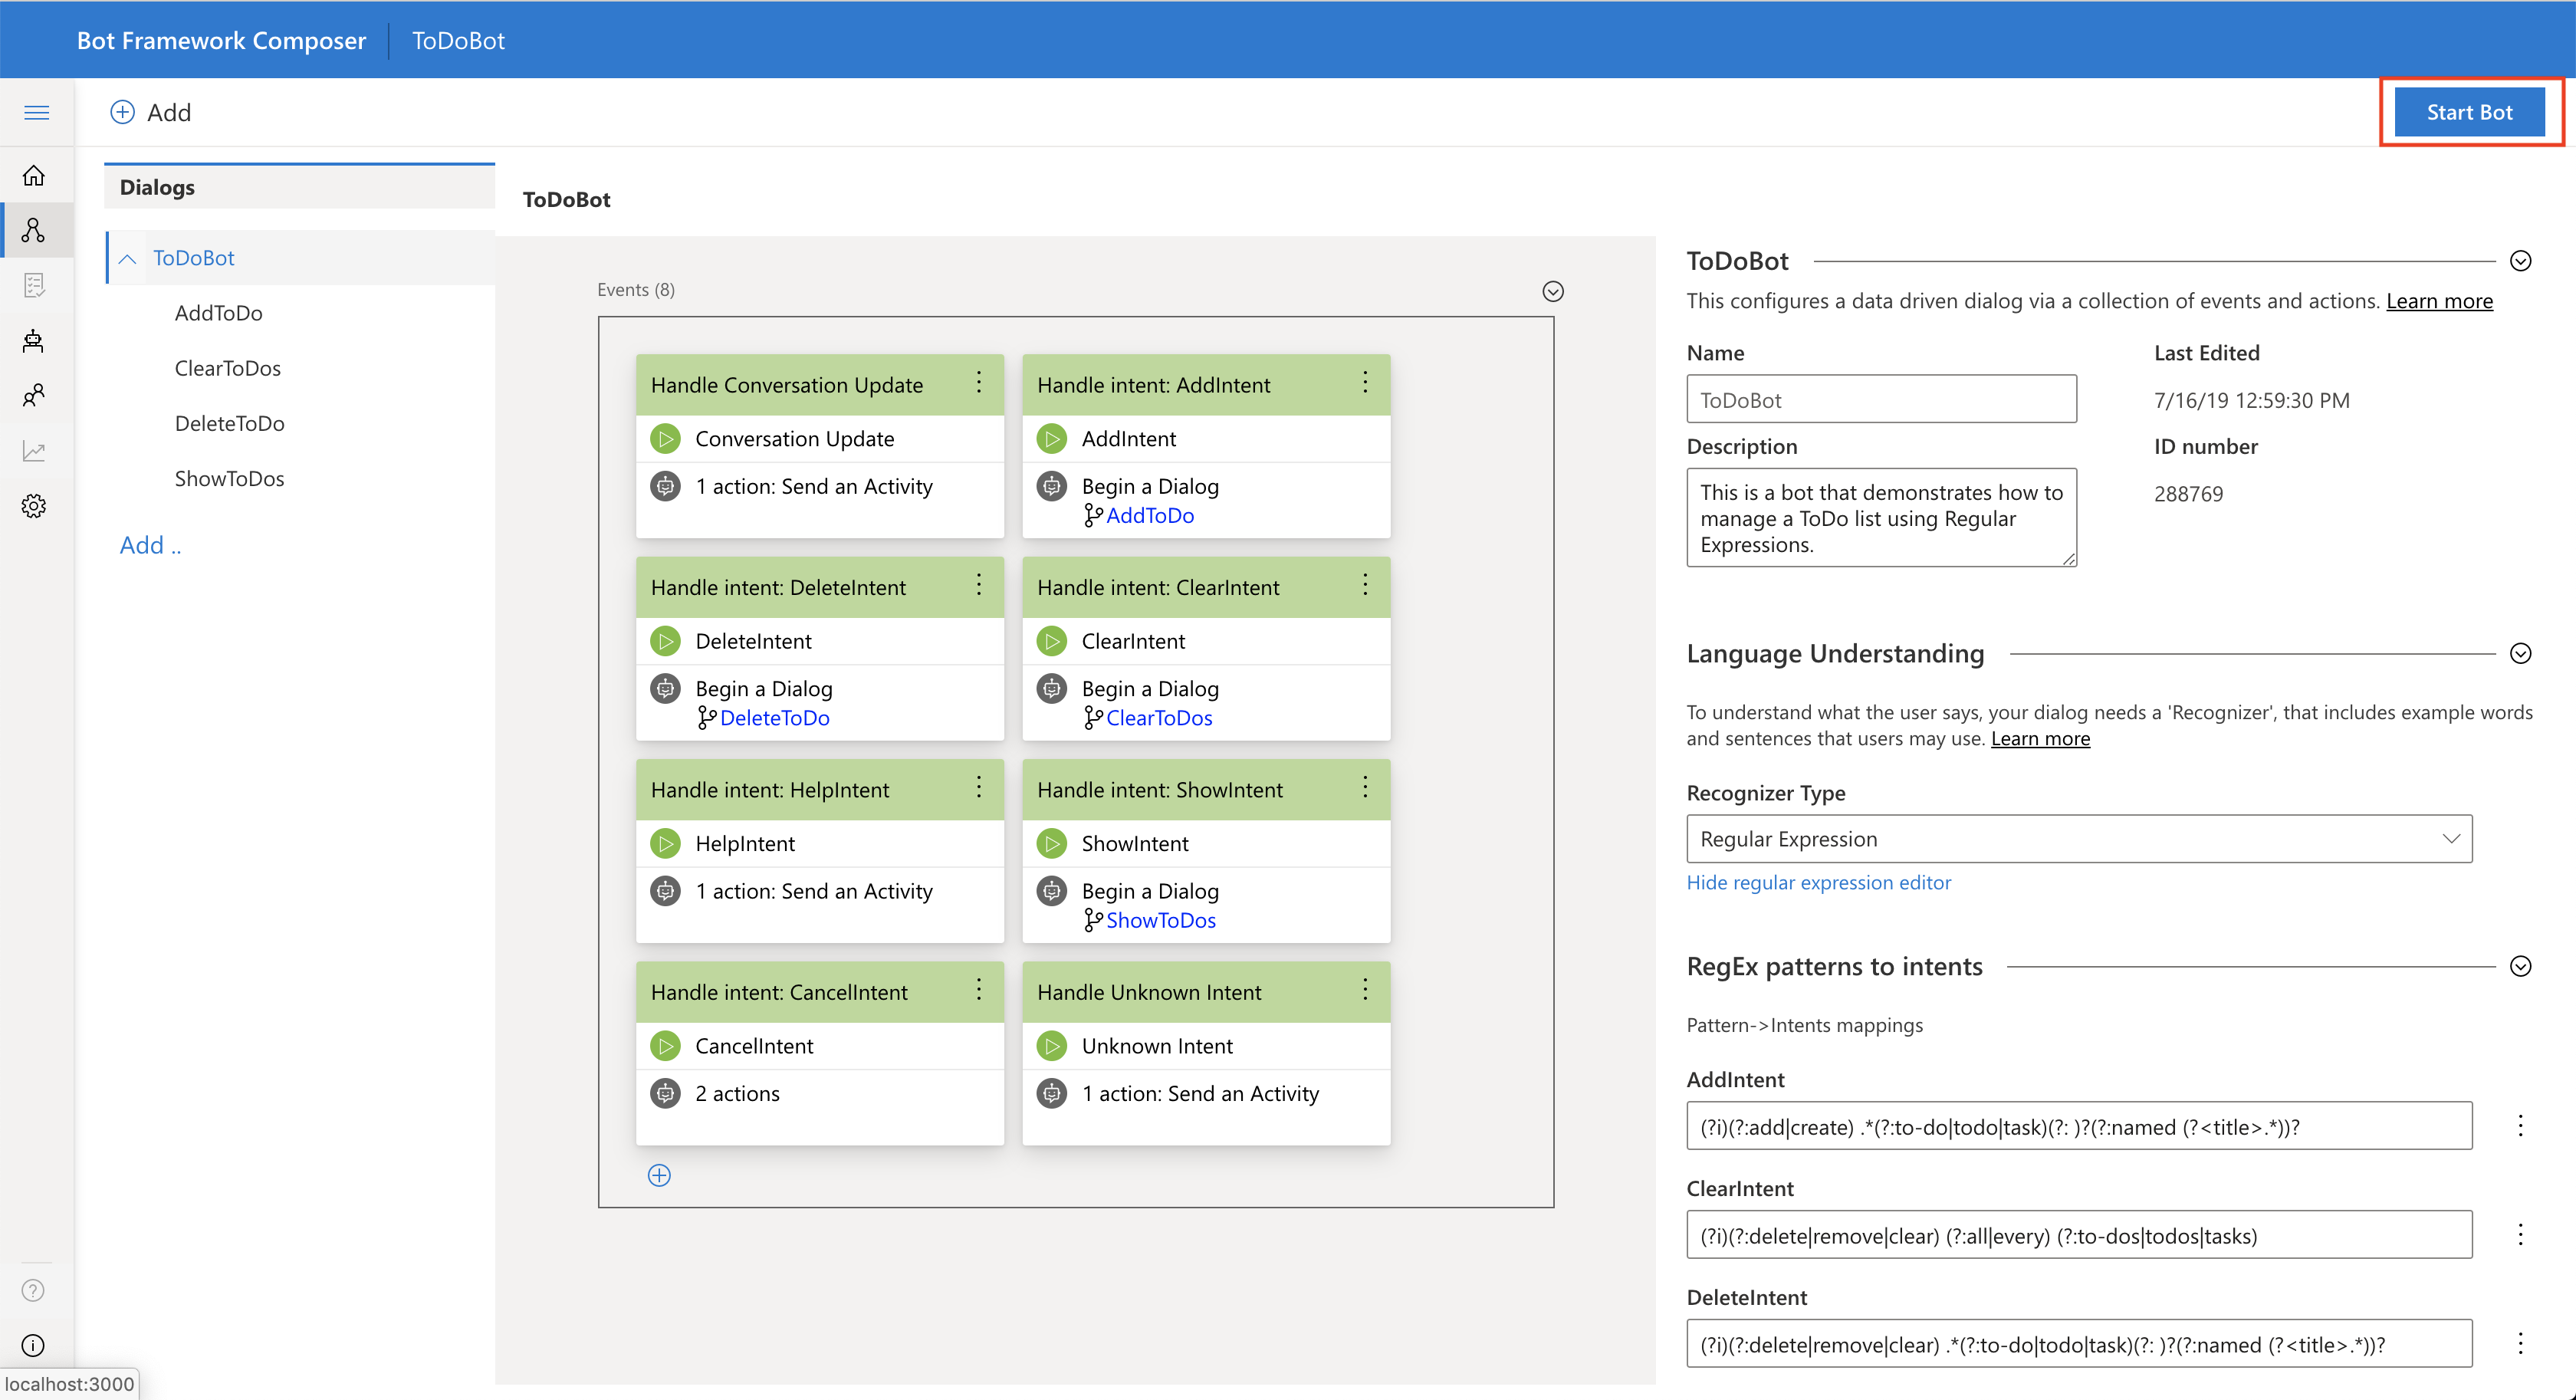 Bot Framework Composer
ToDoBot
Add
Start Bot
Dialogs
ToDoBot
AddToDo
ClearToDos
DeleteToDo
ShowToDos
Add ..
ToDoBot
Events (8)
Handle Conversation Update
Conversation Update
1 action: Send an Activity
Handle intent: AddIntent
AddIntent
Begin a Dialog
AddToDo
Handle intent: DeleteIntent
DeleteIntent
Begin a Dialog
DeleteToDo
Handle intent: ClearIntent
ClearIntent
Begin a Dialog
ClearToDos
Handle intent: HelpIntent
HelpIntent
1 action: Send an Activity
Handle intent: ShowIntent
ShowIntent
Begin a Dialog
ShowToDos
Handle intent: CancelIntent
CancelIntent
2 actions
Handle Unknown Intent
Unknown Intent
1 action: Send an Activity
ToDoBot
This configures a data driven dialog via a collection of events and actions. Learn more
Name
ToDoBot
Last Edited
7/16/19 12:59:30 PM
Description
This is a bot that demonstrates how to
manage a ToDo list using Regular
Expressions.
ID number
288769
Language Understanding
To understand what the user says, your dialog needs a 'Recognizer', that includes example words
and sentences that users may use. Learn more
Recognizer Type
Regular Expression
Hide regular expression editor
RegEx patterns to intents
Pattern->Intents mappings
AddIntent
(?i)(?:add|create) .*(?:to-do|todo|task)(?: )?(?:named (?<title>.*))?
ClearIntent
(?i)(?:delete|remove|clear) (?:all|every) (?:to-dos|todos|tasks)
DeleteIntent
(?i)(?:delete|remove|clear) .*(?:to-do|todo|task)(?: )?(?:named (?<title>.*))?
localhost:3000